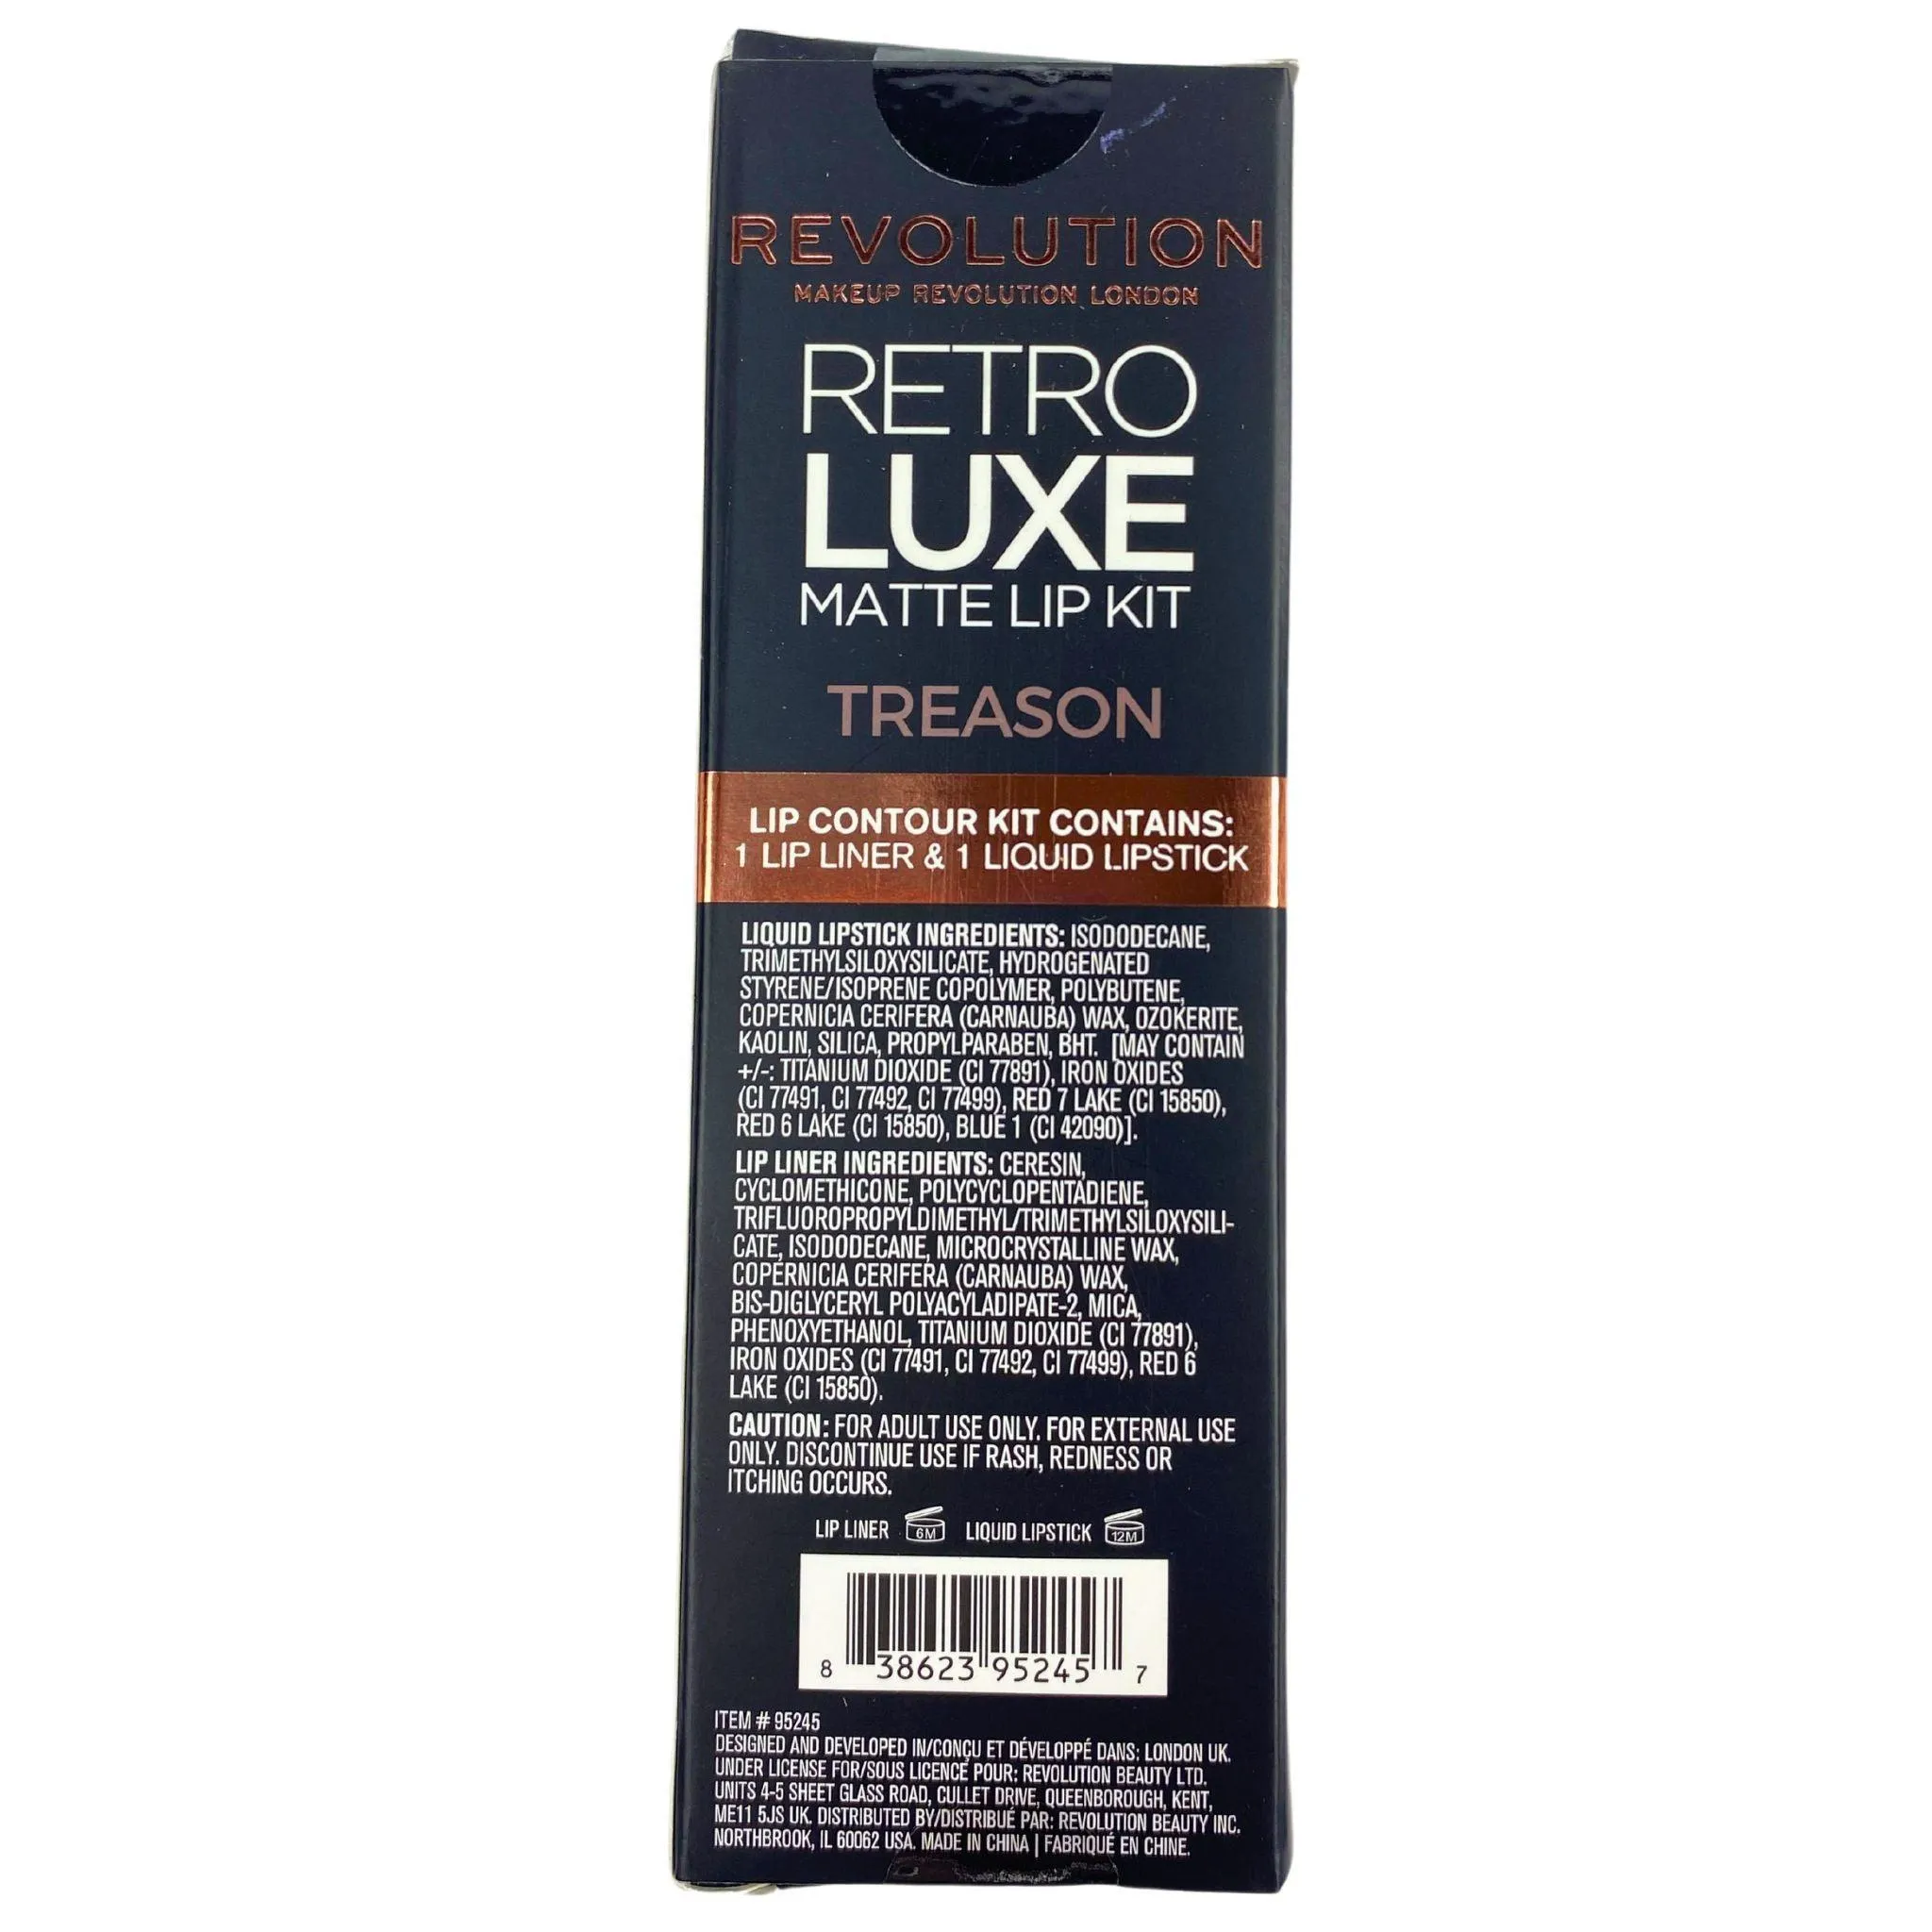 REVOLUTION
MAKEUP REVOLUTION LONDON
RETRO
LUXE
MATTE LIP KIT
TREASON
LIP CONTOUR KIT CONTAINS:
1 LIP LINER & 1 LIQUID LIPSTICK
LIQUID LIPSTICK INGREDIENTS: ISODODECANE,
TRIMETHYLSILOXYSILICATE, HYDROGENATED
STYRENE/ISOPRENE COPOLYMER, POLYBUTENE,
COPERNICIA CERIFERA (CARNAUBA) WAX, OZOKERITE,
KAOLIN, SILICA, PROPYLPARABEN, BHT. [MAY CONTAIN
+/-: TITANIUM DIOXIDE (CI 77891), IRON OXIDES
(CI 77491, CI 77492, CI 77499), RED 7 LAKE (CI 15850),
RED 6 LAKE (CI 15850), BLUE 1 (CI 42090)].
LIP LINER INGREDIENTS: CERESIN,
CYCLOMETHICONE, POLYCYCLOPENTADIENE,
TRIFLUOROPROPYLDIMETHYL/TRIMETHYLSILOXYSILI-
CATE, ISODODECANE, MICROCRYSTALLINE WAX,
COPERNICIA CERIFERA (CARNAUBA) WAX,
BIS-DIGLYCERYL POLYACYLADIPATE-2, MICA,
PHENOXYETHANOL, TITANIUM DIOXIDE (CI 77891),
IRON OXIDES (CI 77491, CI 77492, CI 77499), RED 6
LAKE (CI 15850).
CAUTION: FOR ADULT USE ONLY. FOR EXTERNAL USE
ONLY. DISCONTINUE USE IF RASH, REDNESS OR
ITCHING OCCURS.
LIP LINER 6M LIQUID LIPSTICK 12M
8 38623 95245 7
ITEM # 95245
DESIGNED AND DEVELOPED IN/CONÇU ET DÉVELOPPÉ DANS: LONDON UK.
UNDER LICENSE FOR/SOUS LICENCE POUR: REVOLUTION BEAUTY LTD.
UNITS 4-5 SHEET GLASS ROAD, CULLET DRIVE, QUEENBOROUGH, KENT,
ME11 5JS UK. DISTRIBUTED BY/DISTRIBUÉ PAR: REVOLUTION BEAUTY INC.
NORTHBROOK, IL 60062 USA. MADE IN CHINA | FABRIQUÉ EN CHINE.